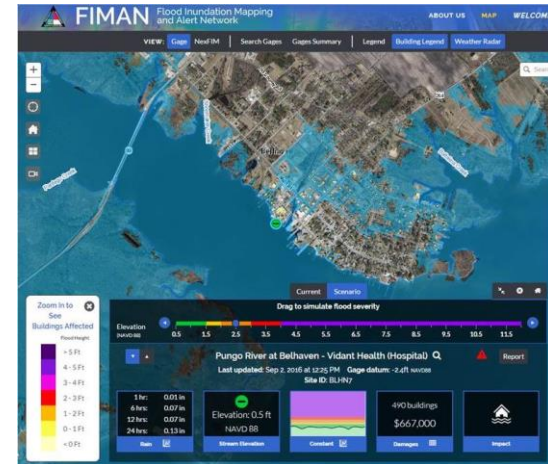 FIMAN Flood Inundation Mapping and Alert Network
ABOUT US MAP WELCOM
VIEW: Gage NexFIM Search Gages Gages Summary Legend Building Legend Weather Radar
+
−
Pungo Creek
Current Scenario
Drag to simulate flood severity
Elevation
(NAVD 88)
0.5 1.5 2.5 3.5 4.5 5.5 6.5 7.5 8.5 9.5 10.5 11.5
Zoom In to See Buildings Affected
Flood Height
> 5 Ft
4 - 5 Ft
3 - 4 Ft
2 - 3 Ft
1 - 2 Ft
0 - 1 Ft
< 0 Ft
Pungo River at Belhaven - Vidant Health (Hospital)
Report
Last updated: Sep 2, 2016 at 12:25 PM Gage datum: -2.4ft NAVD88
Site ID: BLHN7
1 hr: 0.01 in
6 hrs: 0.07 in
12 hrs: 0.07 in
24 hrs: 0.13 in
Rain
Elevation: 0.5 ft
NAVD 88
Stream Elevation
Constant
490 buildings
$667,000
Damages
Impact